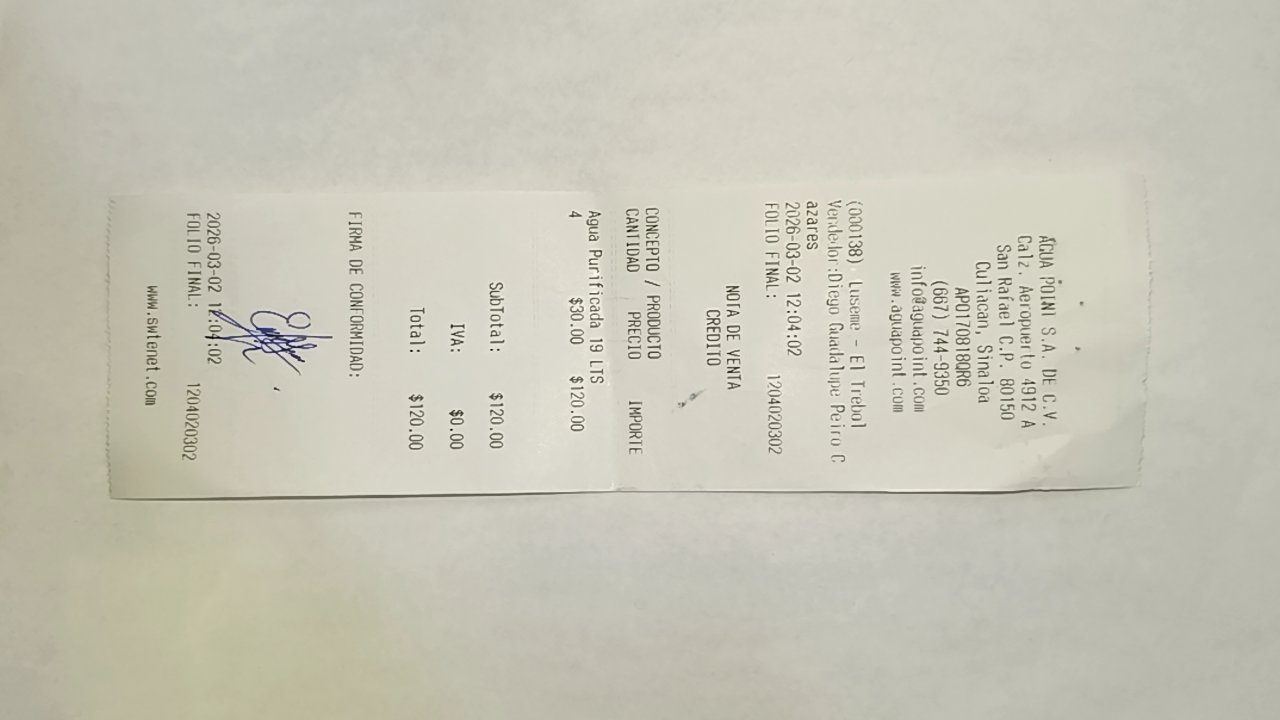 AGUA POINT S.A. DE C.V.
Calz. Aeropuerto 4912 A
San Rafael C.P. 80150
Culiacan, Sinaloa
APO170818QR6
(667) 744-9350
info@aguapoint.com
www.aguapoint.com
(000138) Luseme - El Trebol
Vendedor:Diego Guadalupe Peiro C
azares
2026-03-02 12:04:02
FOLIO FINAL: 1204020302
NOTA DE VENTA
CREDITO
CONCEPTO / PRODUCTO
CANTIDAD PRECIO IMPORTE
Agua Purificada 19 LTS
4 $30.00 $120.00
SubTotal: $120.00
IVA: $0.00
Total: $120.00
FIRMA DE CONFORMIDAD:
2026-03-02 12:04:02
FOLIO FINAL: 1204020302
www.switenet.com